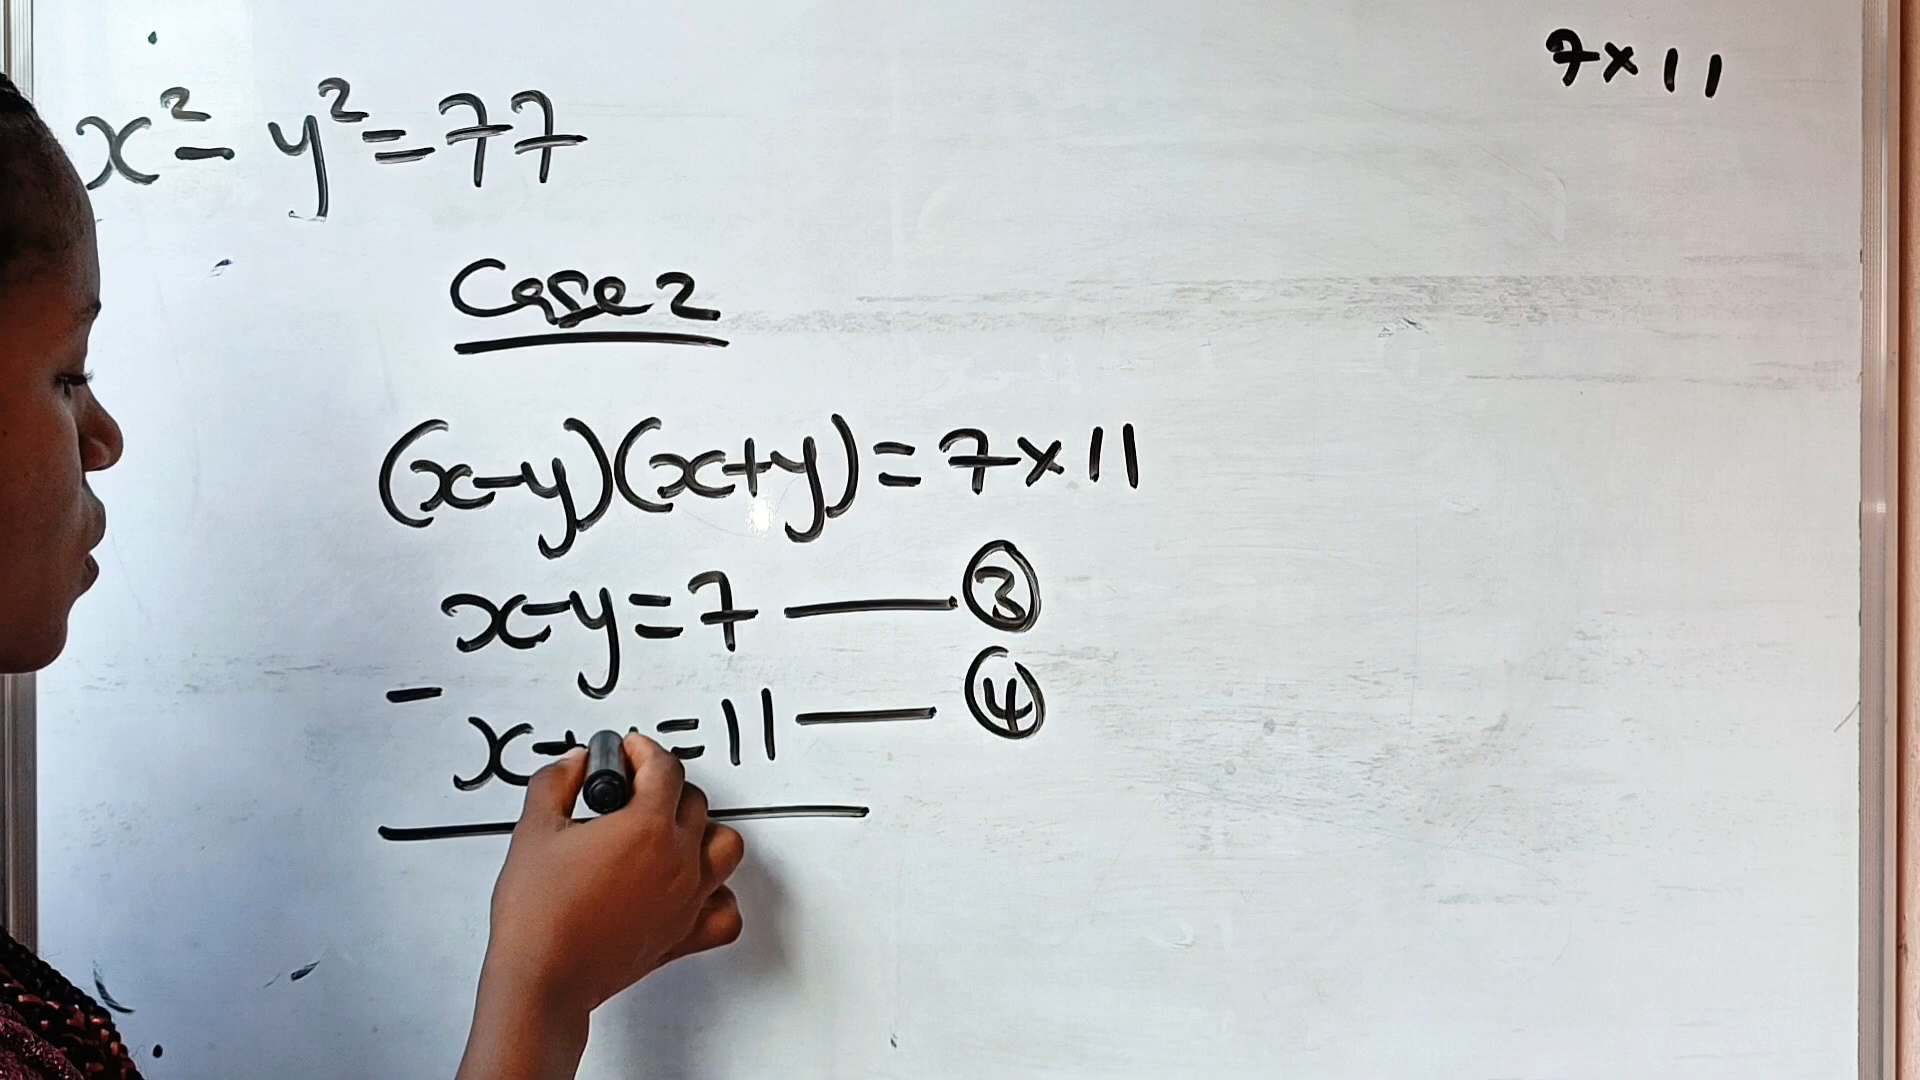 7×11
x²-y²=77
Case 2
(x-y)(x+y)=7×11
x-y=7 — ③
-
x+ =11 — ④